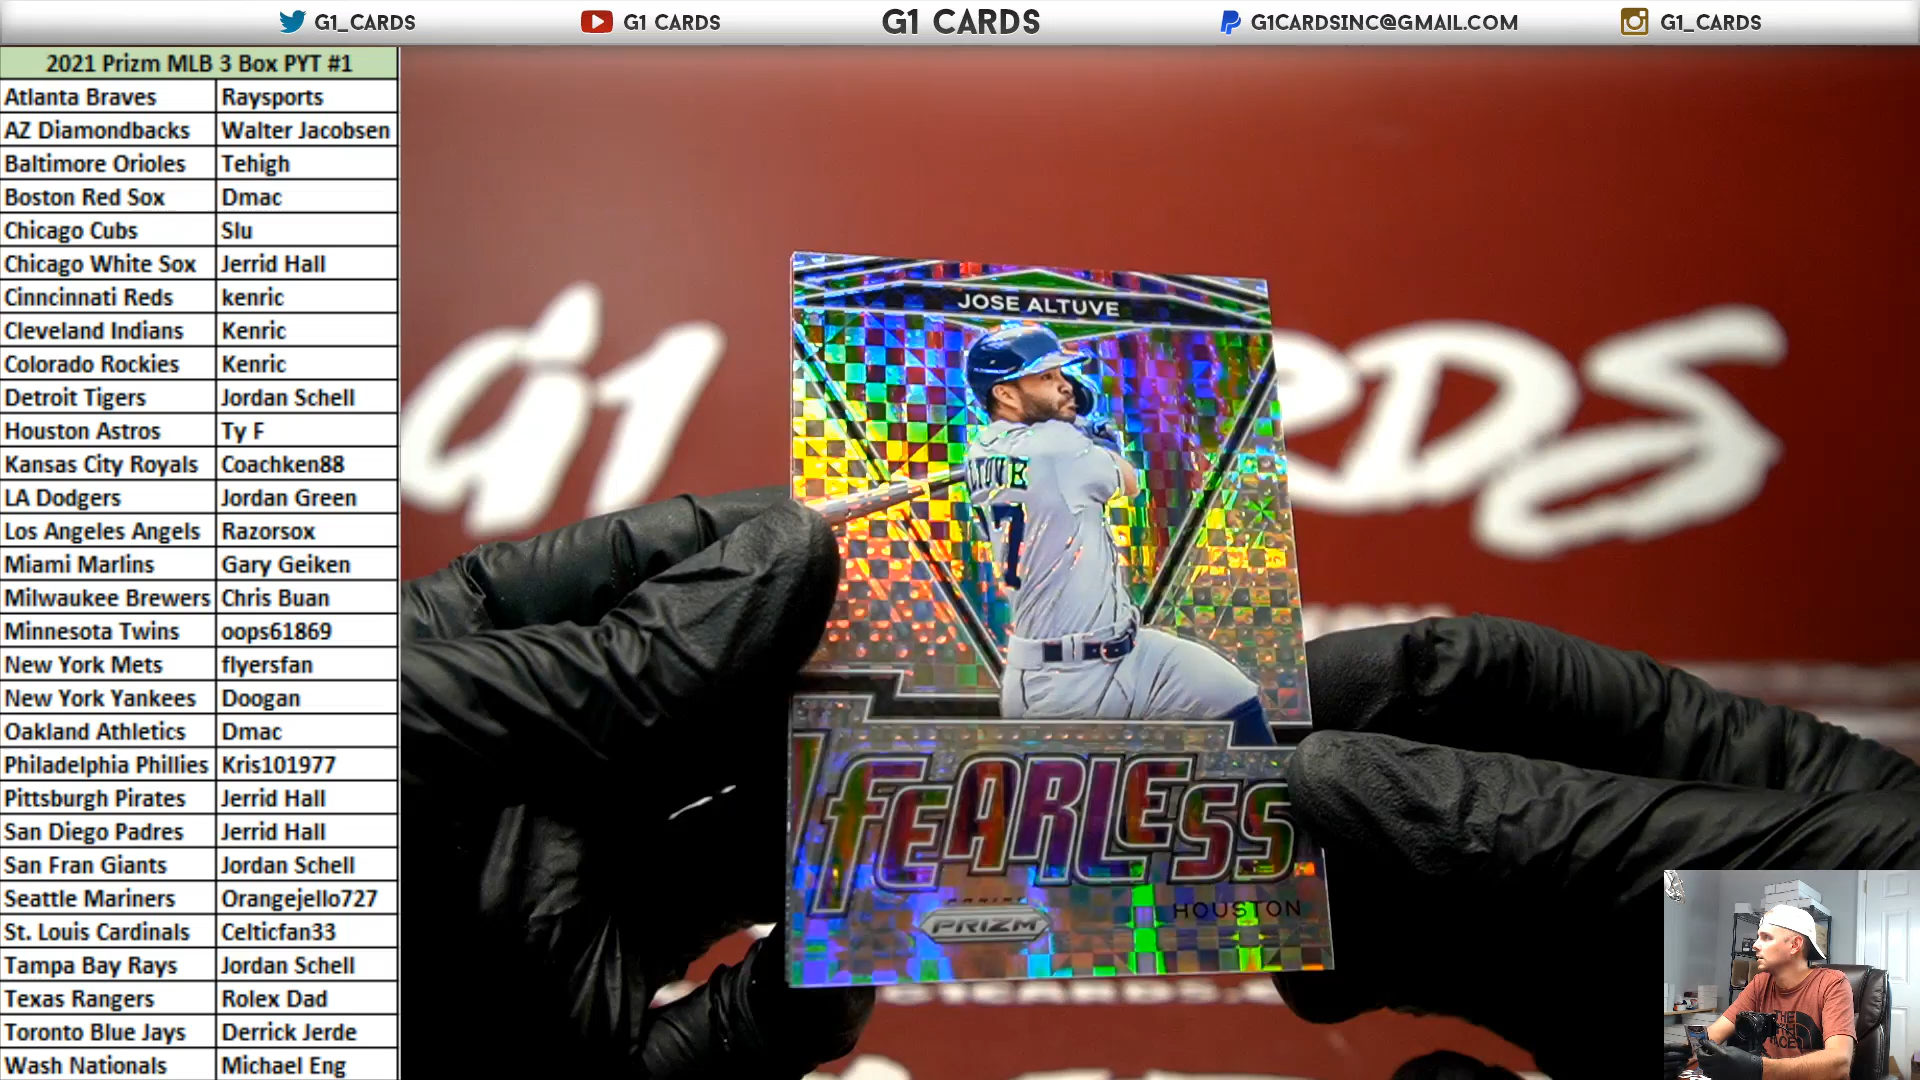 G1_CARDS G1 CARDS G1 CARDS G1CARDSINC@GMAIL.COM G1_CARDS
2021 Prizm MLB 3 Box PYT #1
Atlanta Braves Raysports
AZ Diamondbacks Walter Jacobsen
Baltimore Orioles Tehigh
Boston Red Sox Dmac
Chicago Cubs Slu
Chicago White Sox Jerrid Hall
Cinncinnati Reds kenric
Cleveland Indians Kenric
Colorado Rockies Kenric
Detroit Tigers Jordan Schell
Houston Astros Ty F
Kansas City Royals Coachken88
LA Dodgers Jordan Green
Los Angeles Angels Razorsox
Miami Marlins Gary Geiken
Milwaukee Brewers Chris Buan
Minnesota Twins oops61869
New York Mets flyersfan
New York Yankees Doogan
Oakland Athletics Dmac
Philadelphia Phillies Kris101977
Pittsburgh Pirates Jerrid Hall
San Diego Padres Jerrid Hall
San Fran Giants Jordan Schell
Seattle Mariners Orangejello727
St. Louis Cardinals Celticfan33
Tampa Bay Rays Jordan Schell
Texas Rangers Rolex Dad
Toronto Blue Jays Derrick Jerde
Wash Nationals Michael Eng
G1 RDS
JOSE ALTUVE
LTUVE
7
FEARLESS
HOUSTON
PANINI
PRIZM
THE